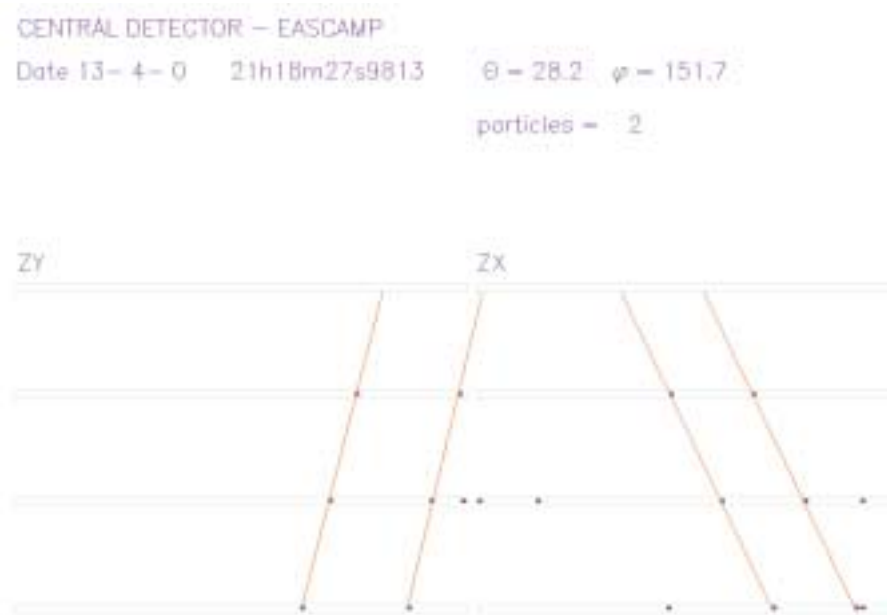 CENTRAL DETECTOR – EASCAMP
Date 13– 4– 0 21h18m27s9813 θ = 28.2 φ = 151.7
particles = 2
ZY ZX